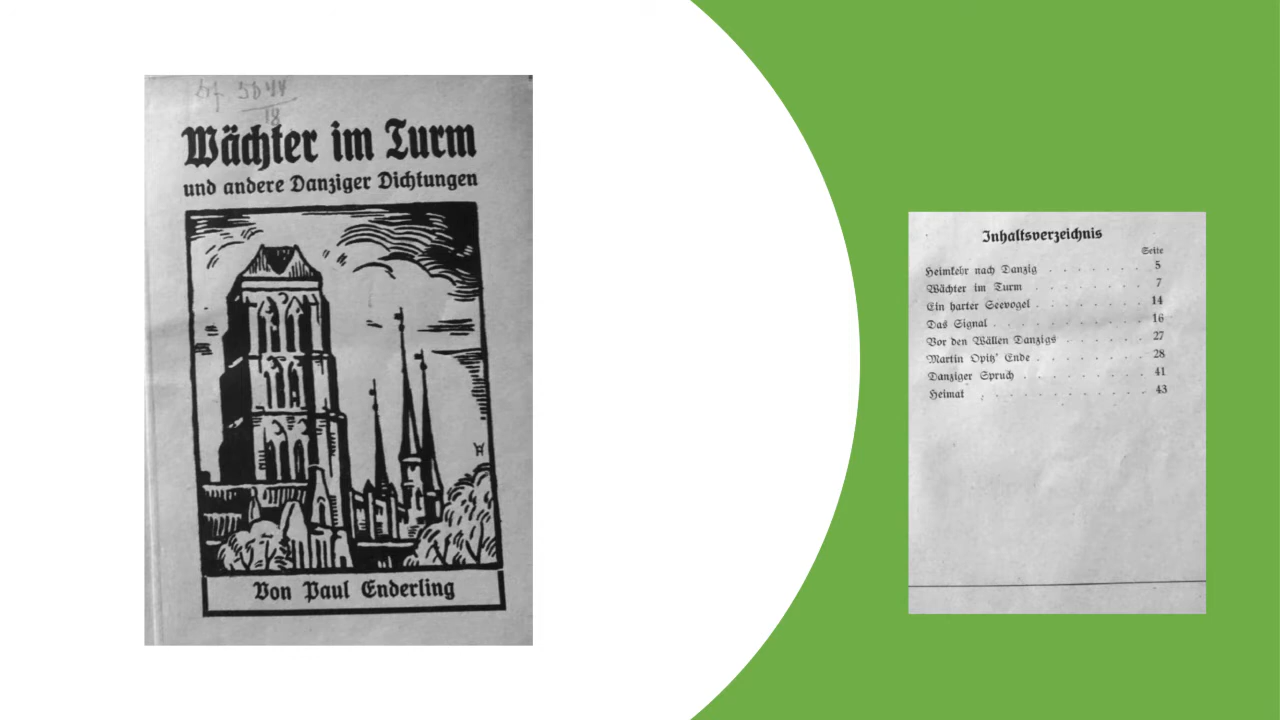 5644
18
Wächter im Turm
und andere Danziger Dichtungen
Von Paul Enderling
Inhaltsverzeichnis
Seite
Heimkehr nach Danzig . . . . . . . 5
Wächter im Turm . . . . . . . 7
Ein harter Seevogel . . . . . . . 14
Das Signal . . . . . . . . . 16
Vor den Wällen Danzigs . . . . . . 27
Martin Opitz' Ende . . . . . . . 28
Danziger Spruch . . . . . . . . 41
Heimat . . . . . . . . . . 43